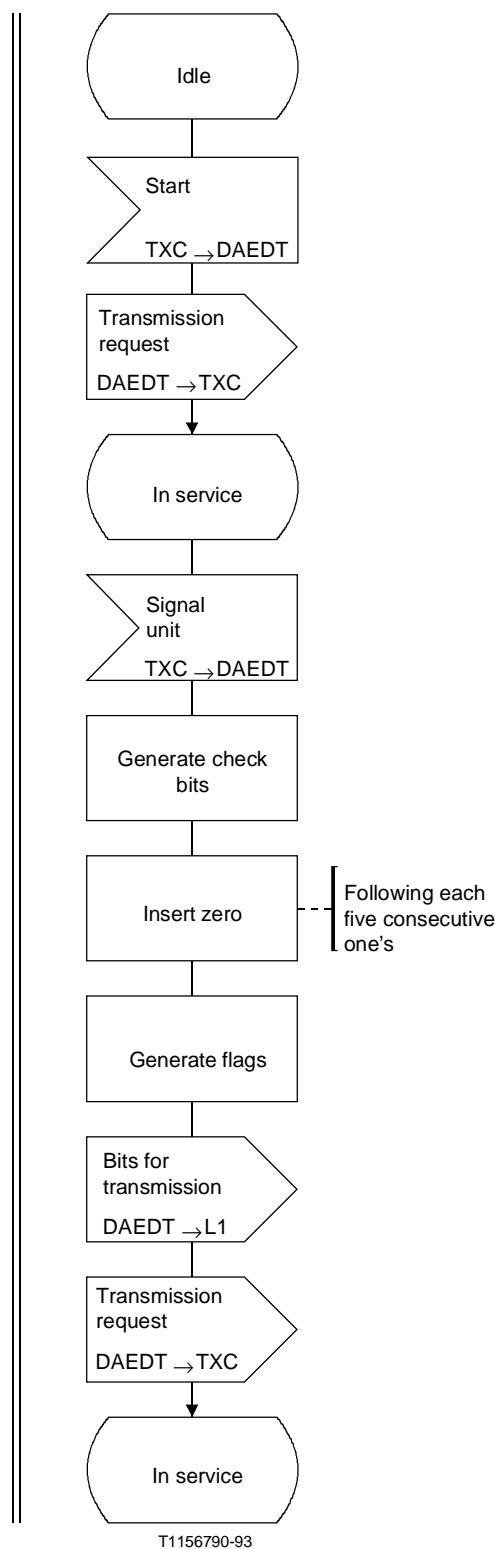 Idle
Start
TXC → DAEDT
Transmission
request
DAEDT → TXC
In service
Signal
unit
TXC → DAEDT
Generate check
bits
Insert zero
Following each
five consecutive
one's
Generate flags
Bits for
transmission
DAEDT → L1
Transmission
request
DAEDT → TXC
In service
T1156790-93